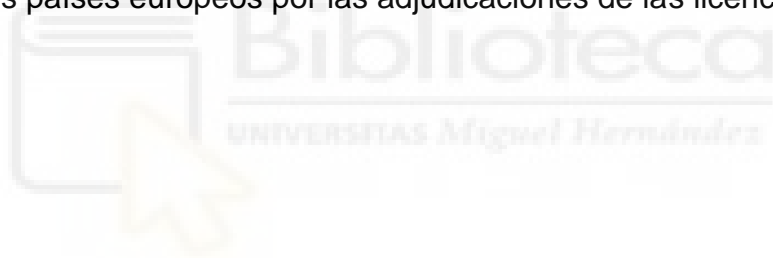 s países europeos por las adjudicaciones de las licenc
Biblioteca
UNIVERSITAS Miguel Hernández